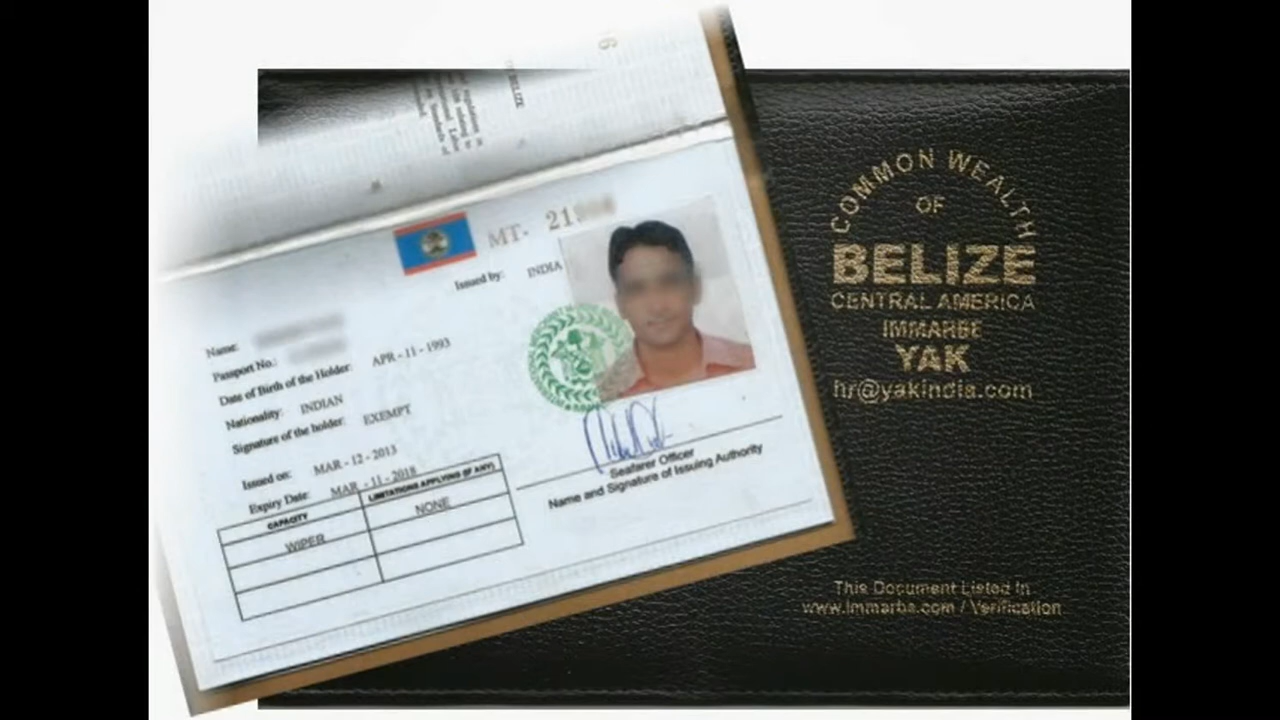 BELIZE
MT- 21
Issued by: INDIA
Name:
Passport No.:
Date of Birth of the Holder: APR - 11 - 1993
Nationality: INDIAN
Signature of the holder: EXEMPT
Issued on: MAR - 12 - 2013
Expiry Date: MAR - 11 - 2018
CAPACITY
LIMITATIONS APPLYING (IF ANY)
WIPER
NONE
Seafarer Officer
Name and Signature of Issuing Authority
COMMON WEALTH
OF
BELIZE
CENTRAL AMERICA
IMMARBE
YAK
hr@yakindia.com
This Document Listed In
www.immarbe.com / Verification